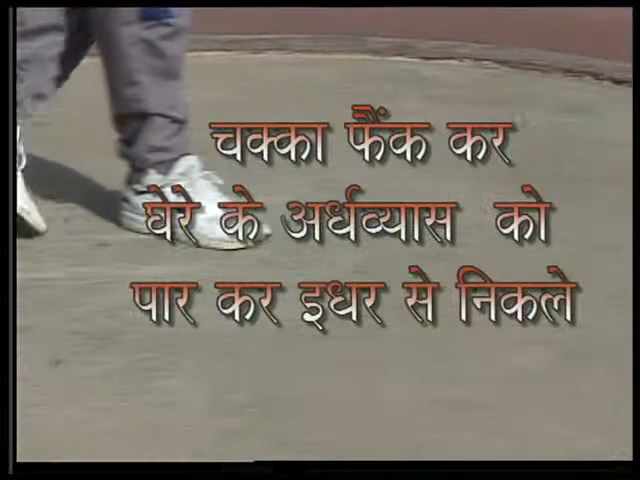 चक्का फैंक कर
घेरे के अर्धव्यास को
पार कर इधर से निकले